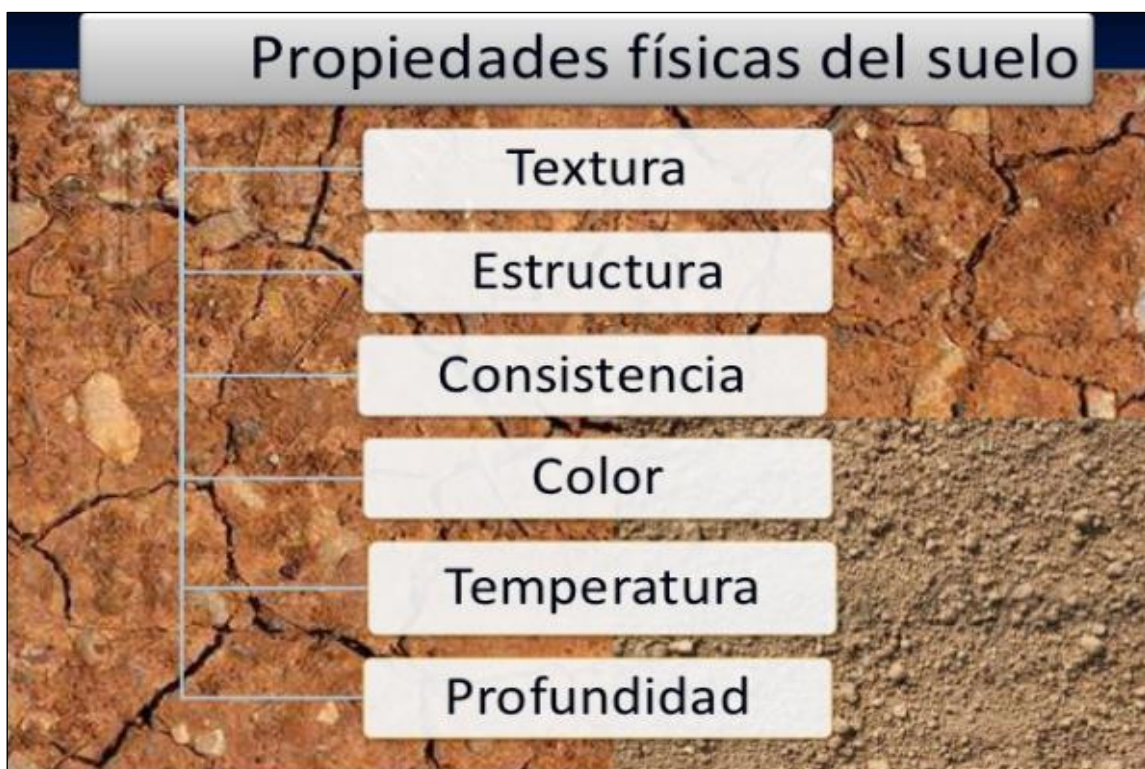 Propiedades físicas del suelo
Textura
Estructura
Consistencia
Color
Temperatura
Profundidad